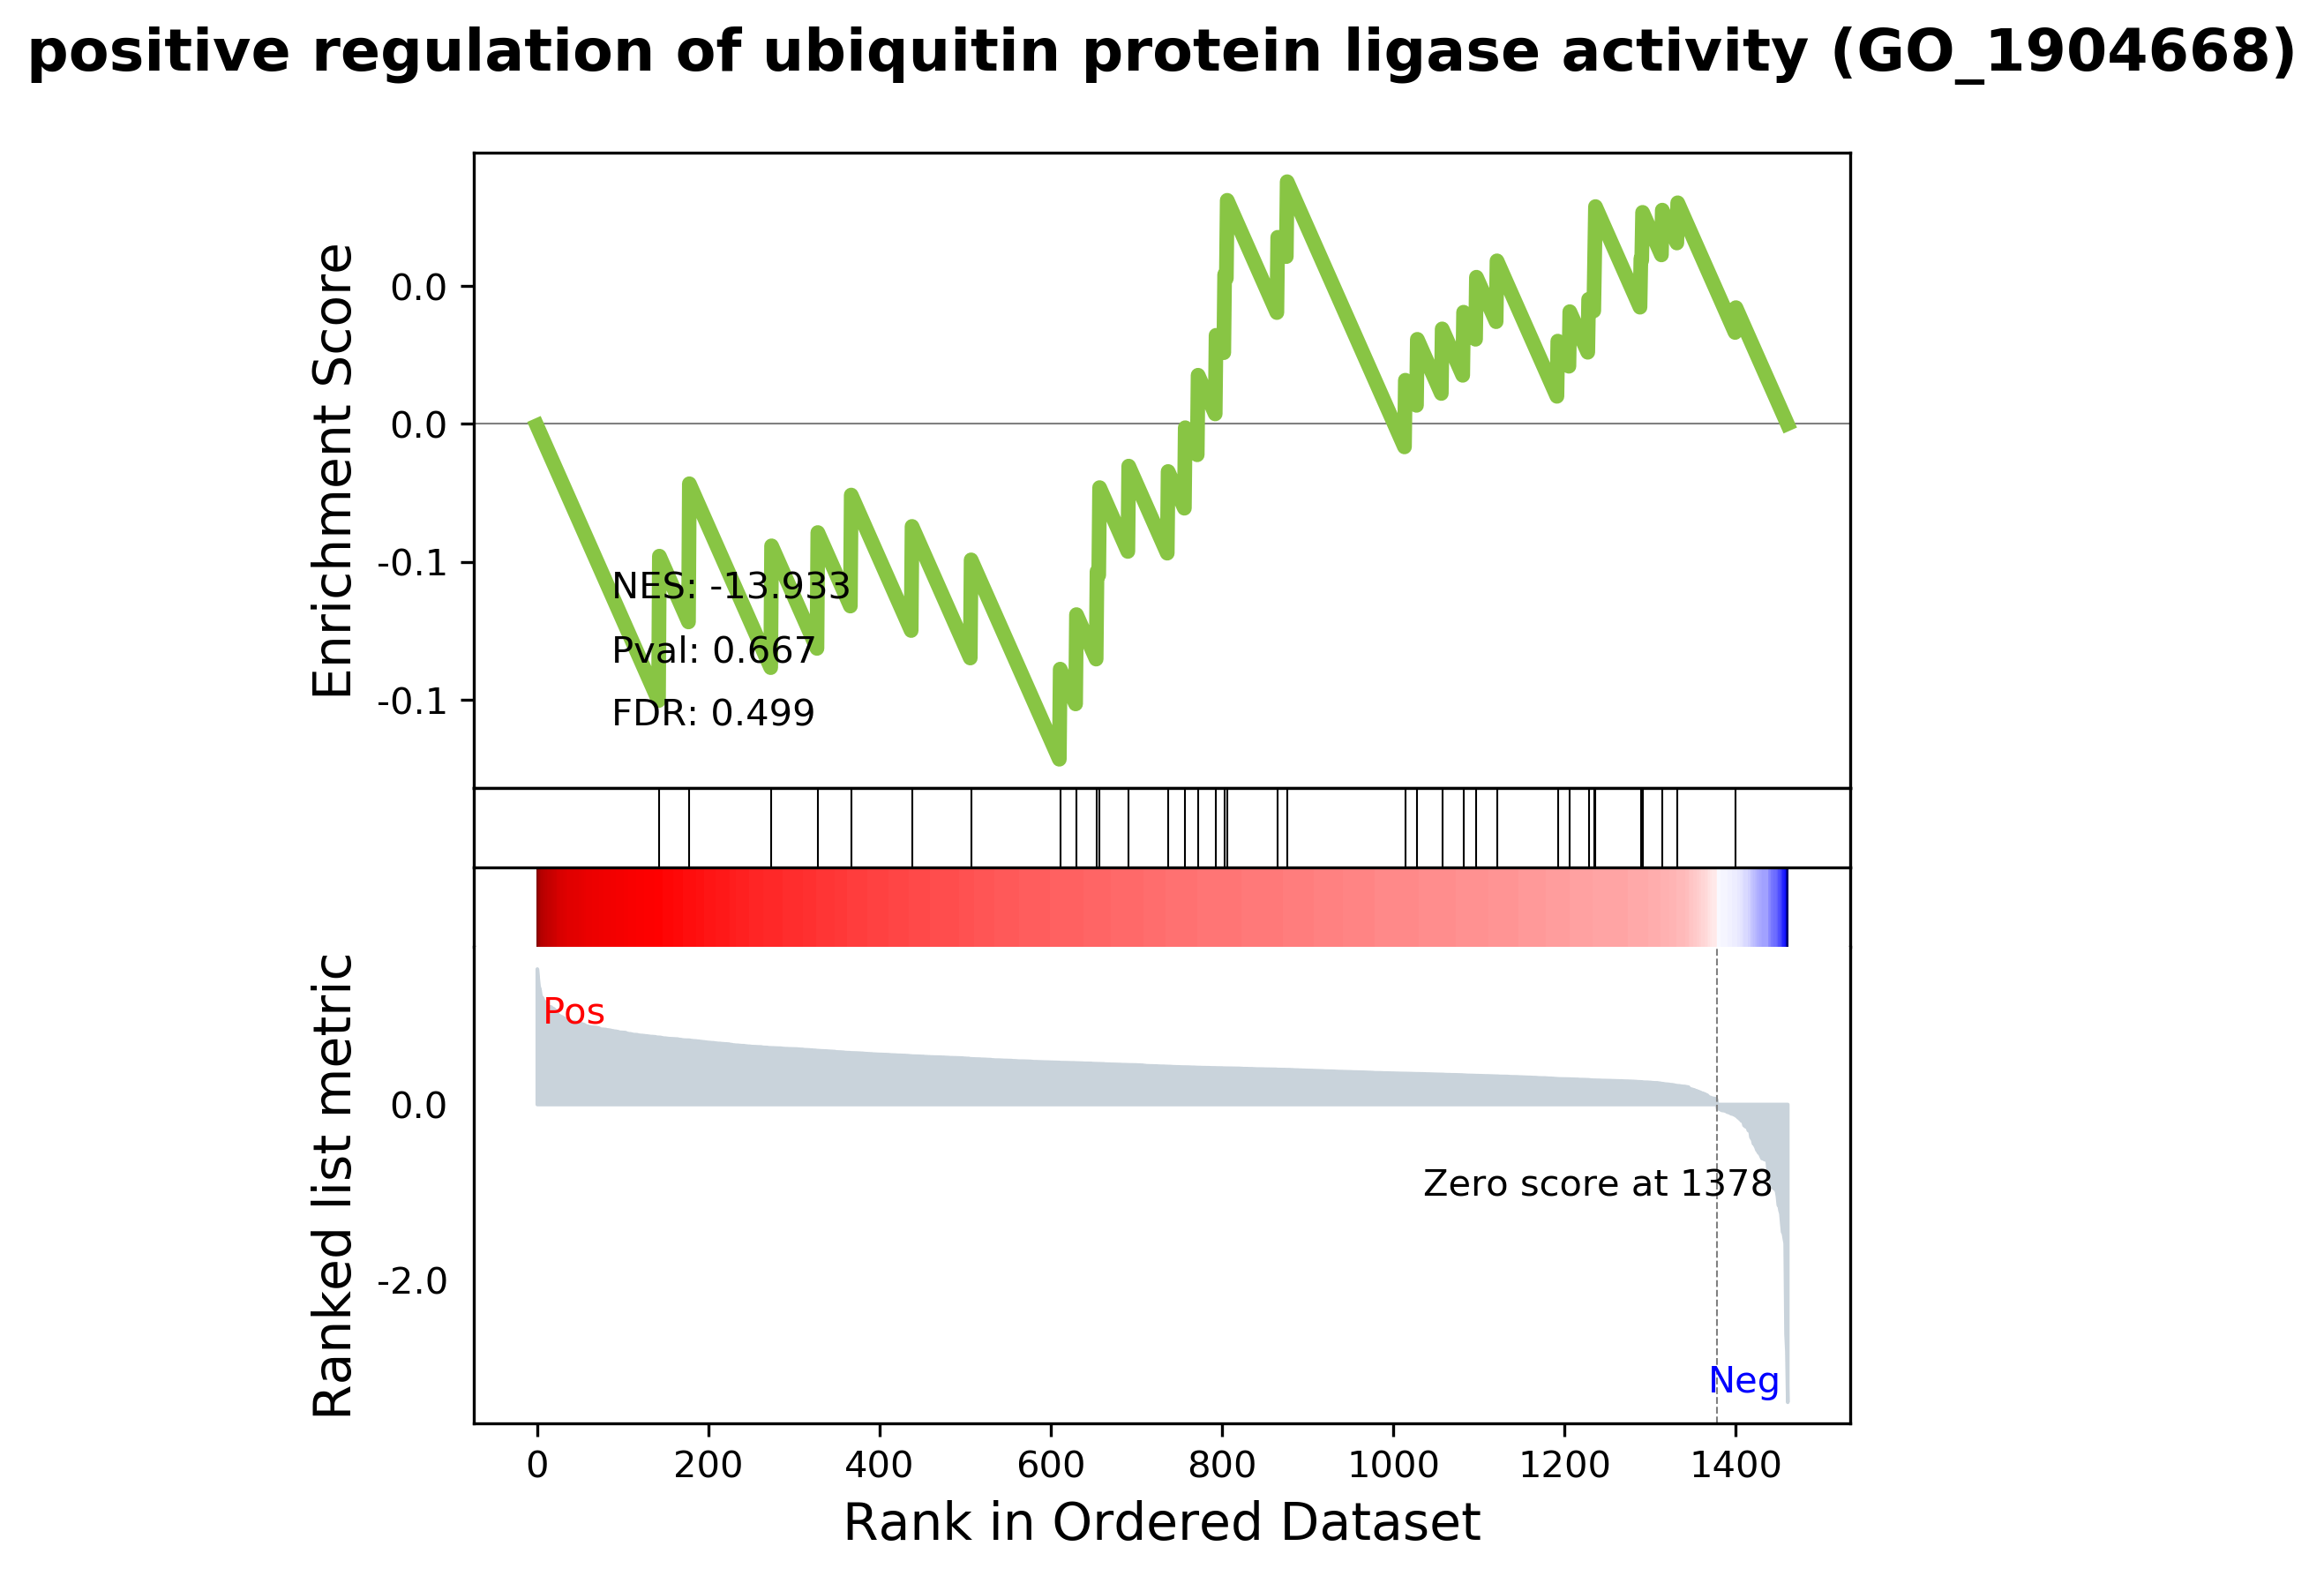 positive regulation of ubiquitin protein ligase activity (GO_1904668)
Enrichment Score
0.0
0.0
-0.1
-0.1
NES: -13.933
Pval: 0.667
FDR: 0.499
Ranked list metric
0.0
-2.0
Pos
Zero score at 1378
Neg
0 200 400 600 800 1000 1200 1400
Rank in Ordered Dataset